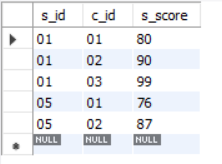 s_id c_id s_score
01 01 80
01 02 90
01 03 99
05 01 76
05 02 87
NULL NULL NULL